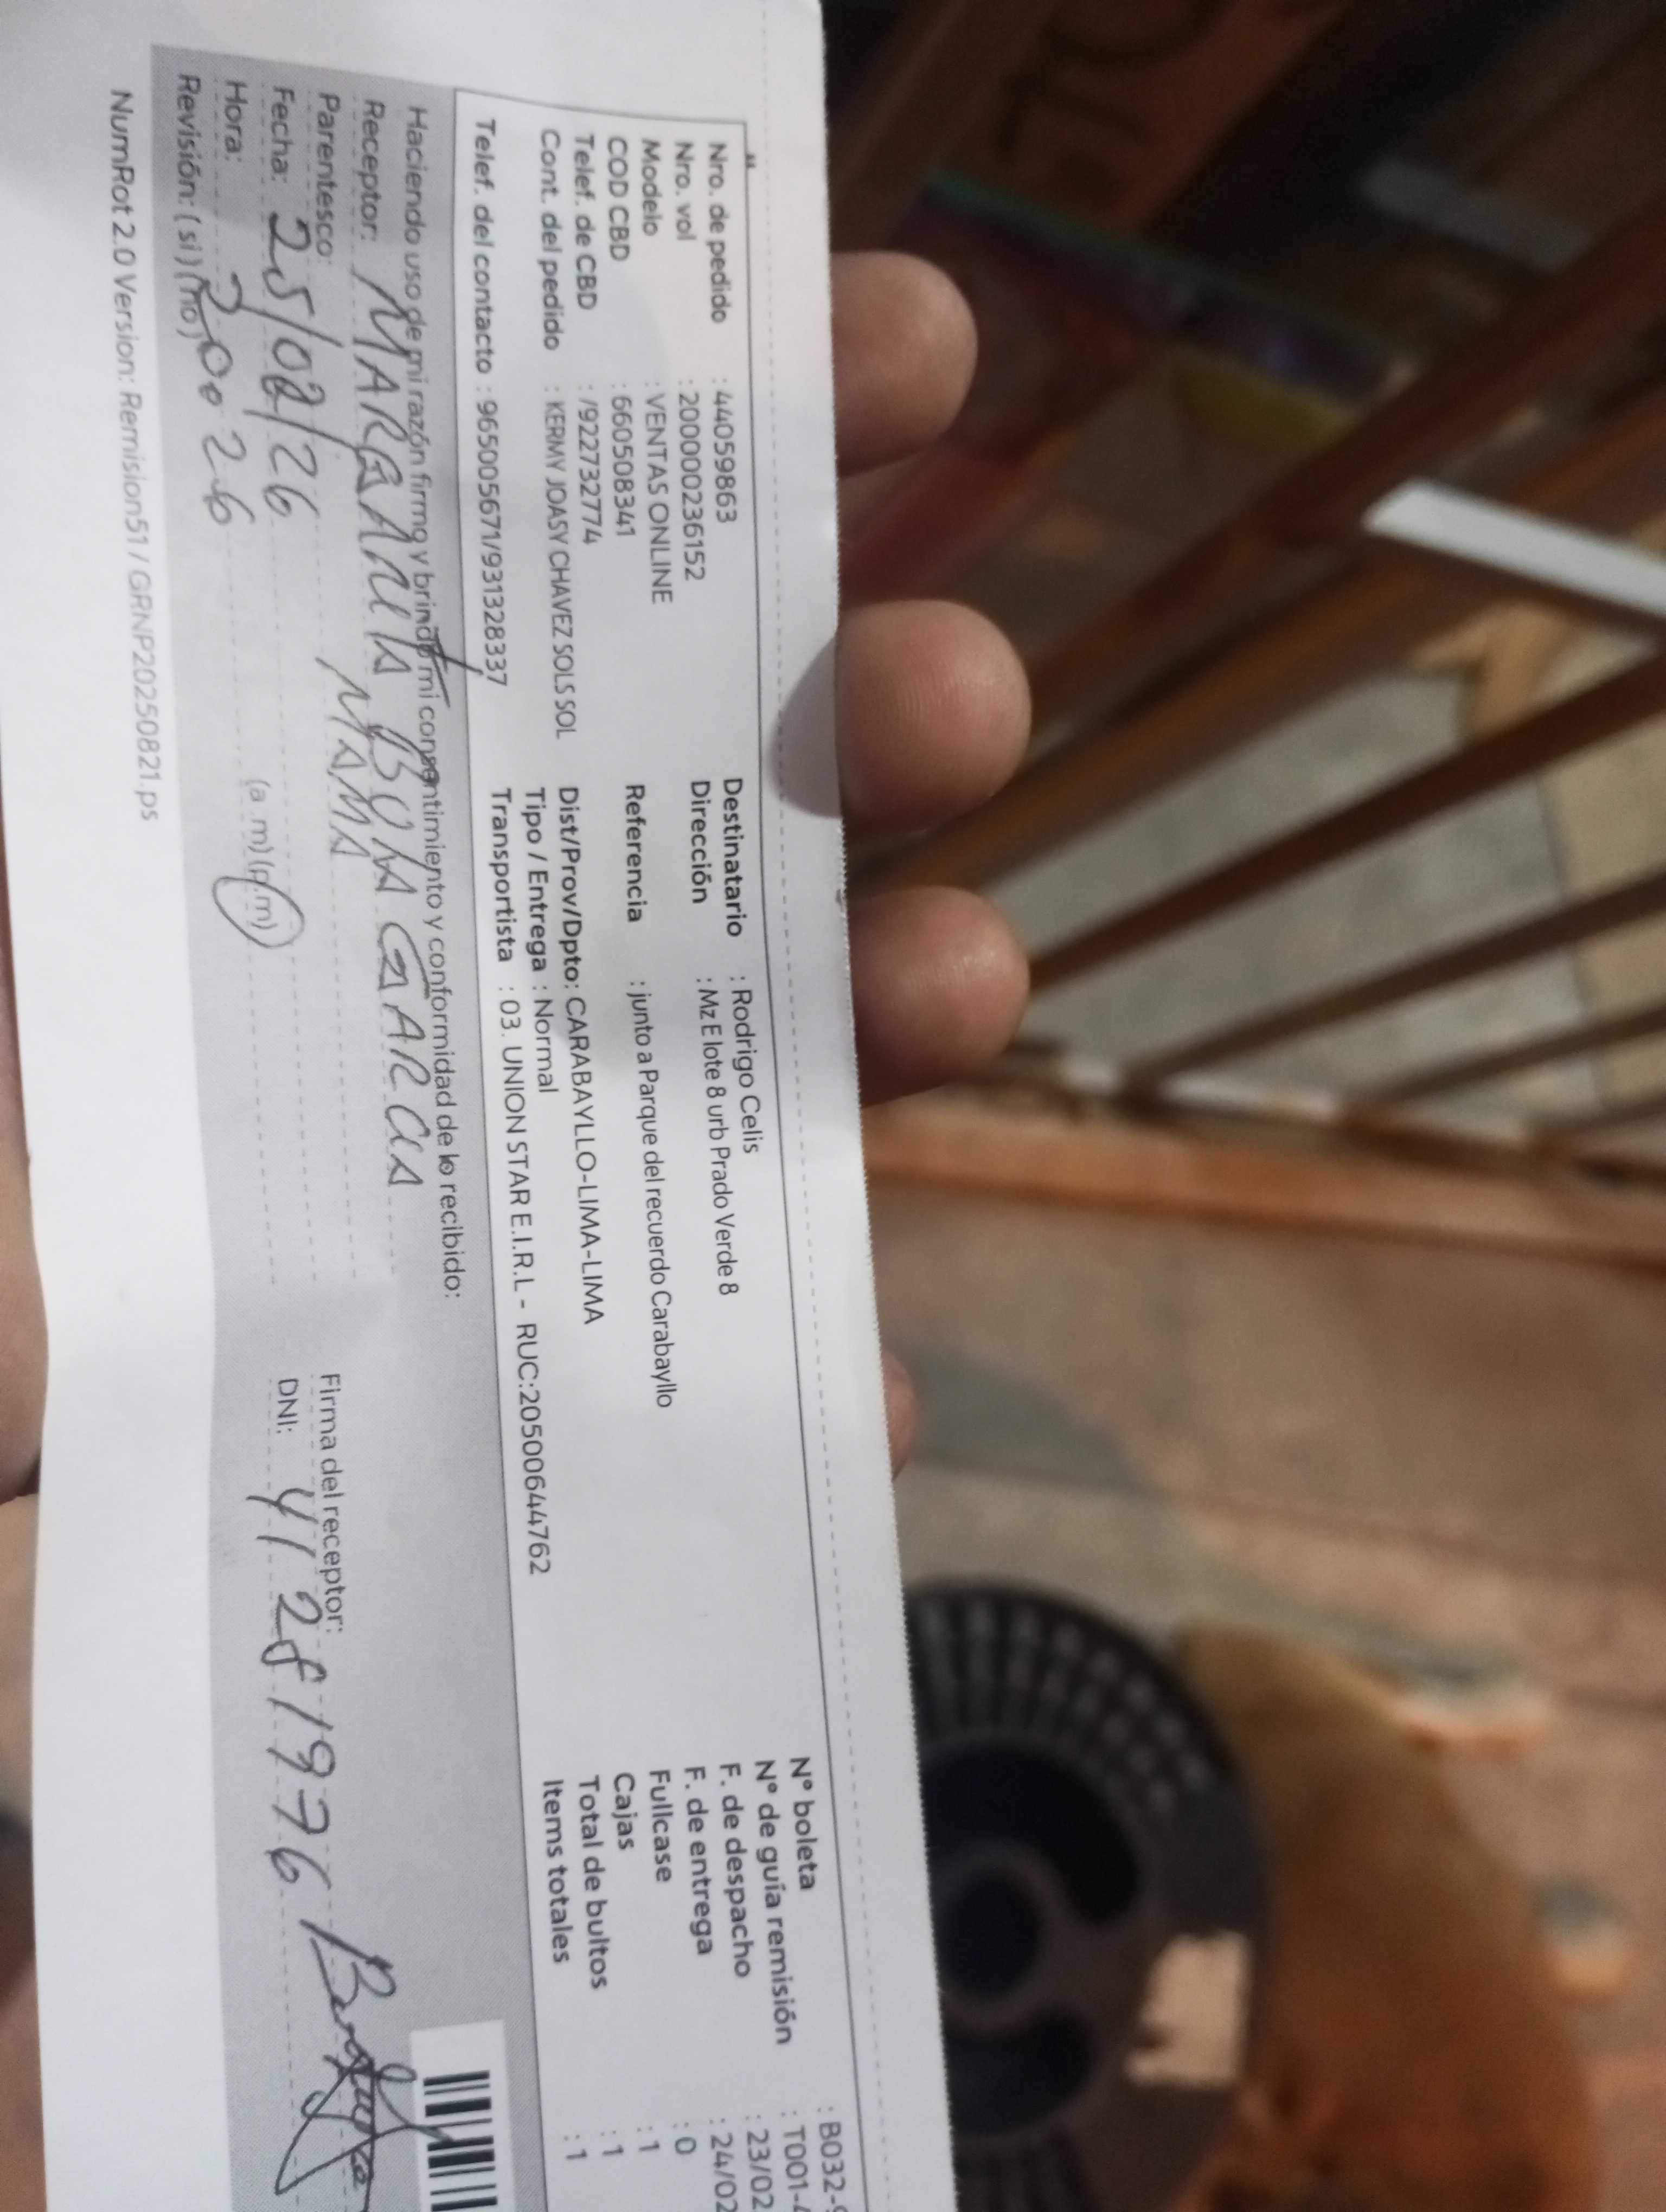 Nro. de pedido : 44059863
Nro. vol : 200000236152
Modelo : VENTAS ONLINE
COD CBD : 660508341
Telef. de CBD : /922732774
Cont. del pedido : KERMY JOASY CHAVEZ SOLS SOL
Telef. del contacto : 965005671/931328337
Destinatario : Rodrigo Celis
Dirección : Mz E lote 8 urb Prado Verde 8
Referencia : junto a Parque del recuerdo Carabayllo
Dist/Prov/Dpto: CARABAYLLO-LIMA-LIMA
Tipo / Entrega : Normal
Transportista : 03. UNION STAR E.I.R.L - RUC:20500644762
N° boleta : B032-
N° de guía remisión : T001-4
F. de despacho : 23/02
F. de entrega : 24/02
Fullcase : 0
Cajas : 1
Total de bultos : 1
Items totales : 1
Haciendo uso de mi razón firmo y brindo mi consentimiento y conformidad de lo recibido:
Receptor: GARCIA
Parentesco: MAMA
Fecha: 25/02/26
Hora: (a.m)(p.m)
Revisión: (si)(no)
Firma del receptor:
DNI: 41281976
NumRot 2.0 Version: Remision51 / GRNP20250821.ps